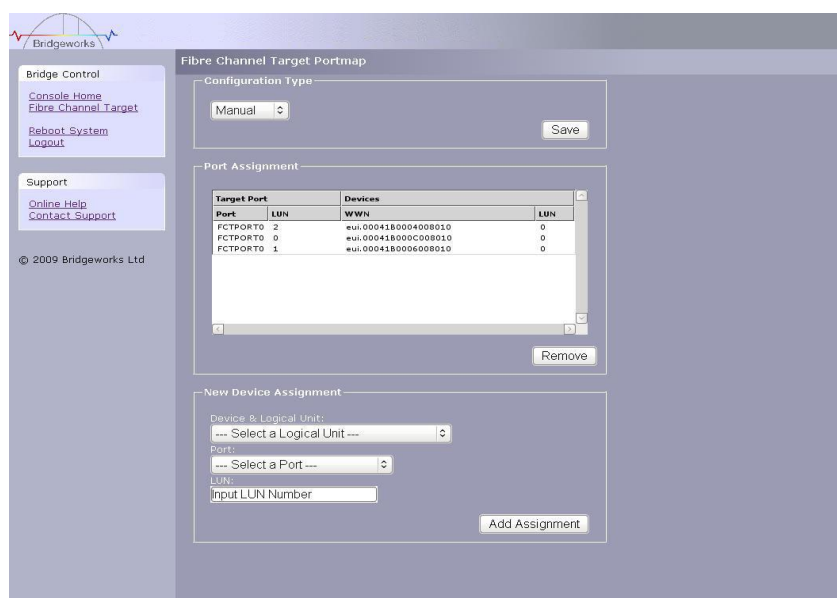 Bridgeworks
Bridge Control
Console Home
Fibre Channel Target
Reboot System
Logout
Support
Online Help
Contact Support
© 2009 Bridgeworks Ltd
Fibre Channel Target Portmap
Configuration Type
Manual
Save
Port Assignment
Target Port Devices
Port LUN WWN LUN
FCTPORT0 2 eui.00041B0004008010 0
FCTPORT0 0 eui.00041B000C008010 0
FCTPORT0 1 eui.00041B0006008010 0
Remove
New Device Assignment
Device & Logical Unit:
--- Select a Logical Unit ---
Port:
--- Select a Port ---
LUN:
Input LUN Number
Add Assignment